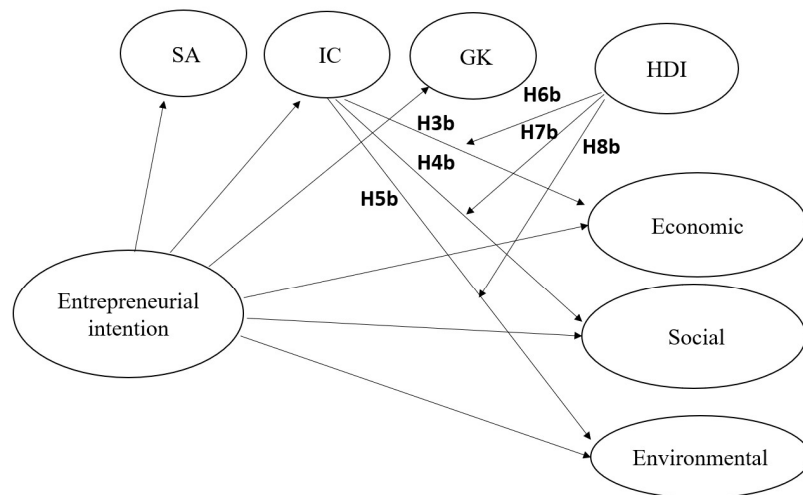 SA
IC
GK
HDI
H6b
H3b
H7b
H8b
H4b
H5b
Economic
Entrepreneurial
intention
Social
Environmental